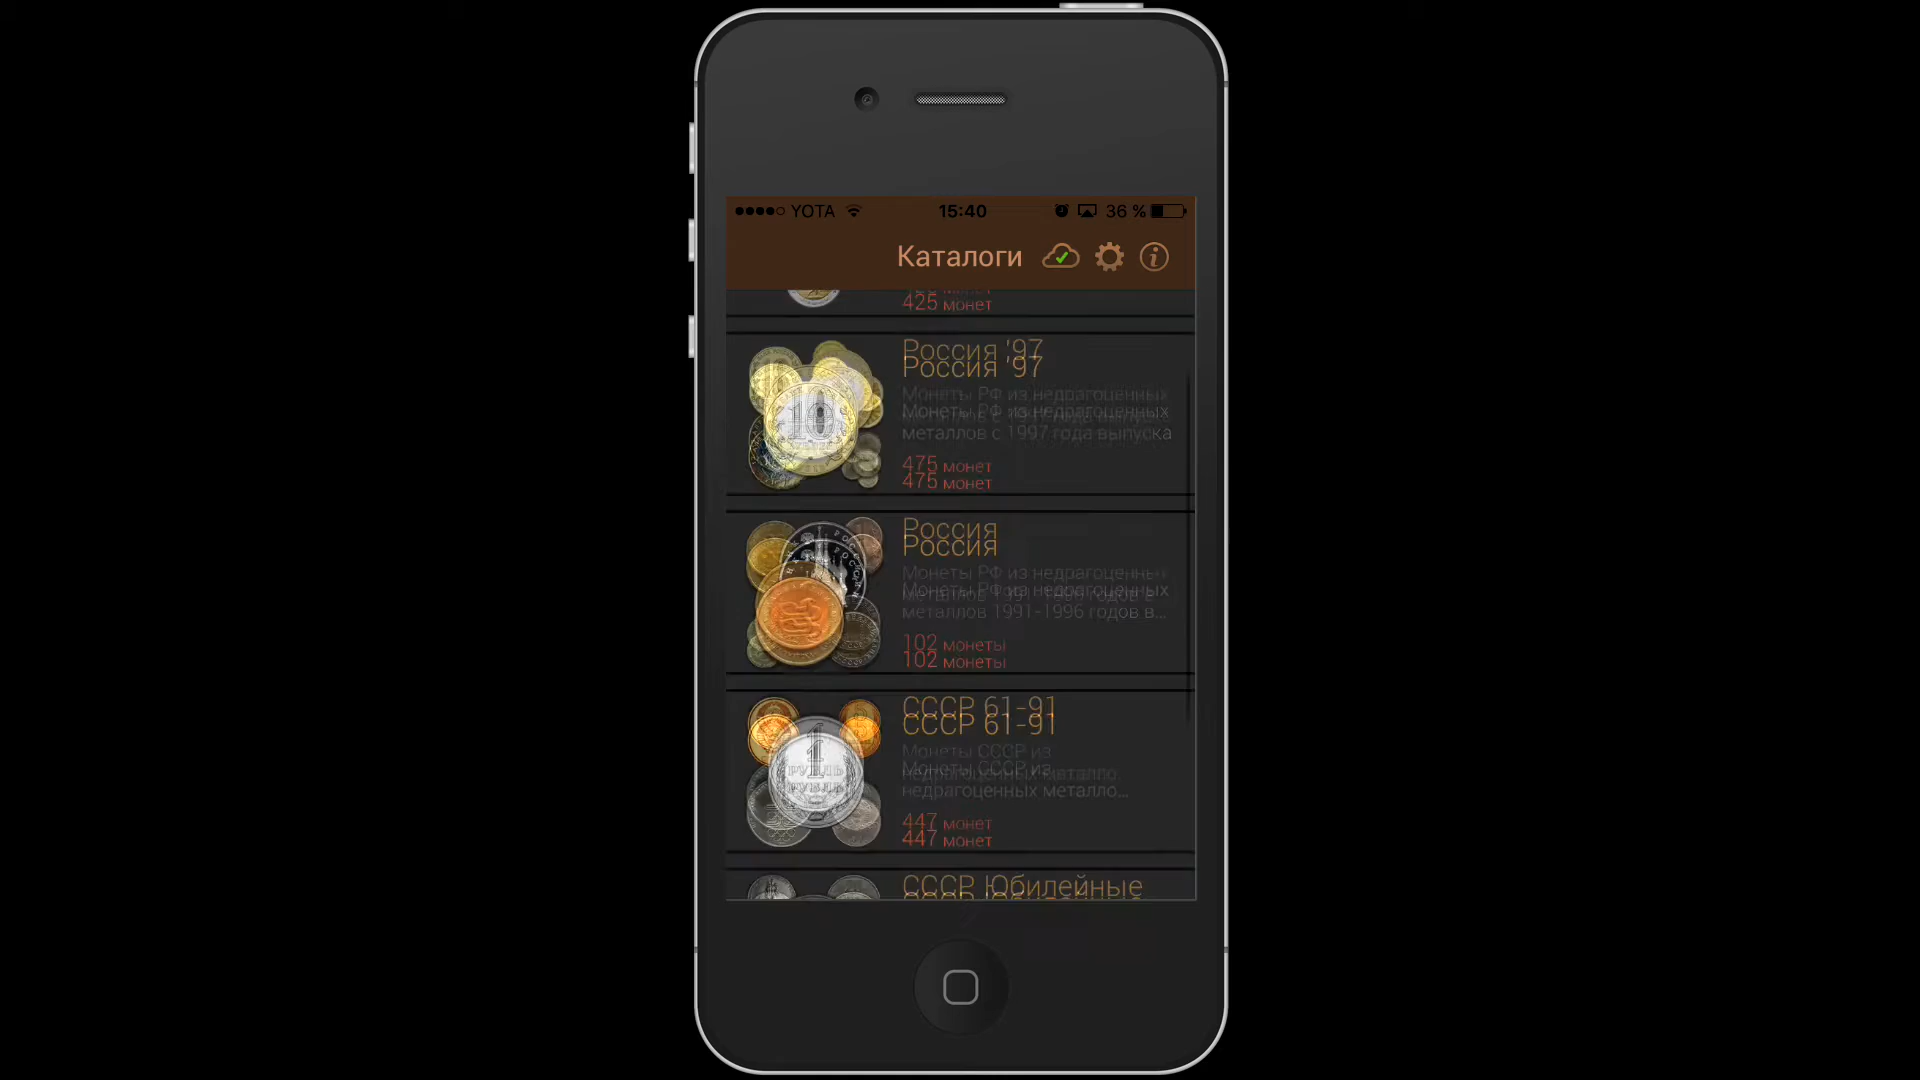 YOTA 15:40 36 %
Каталоги
425 монет
Россия '97
Монеты РФ из недрагоценных
металлов с 1997 года выпуска
475 монет
Россия
Монеты РФ из недрагоценных
металлов 1991-1996 годов в...
102 монеты
СССР 61-91
Монеты СССР из
недрагоценных металло...
447 монет
СССР Юбилейные